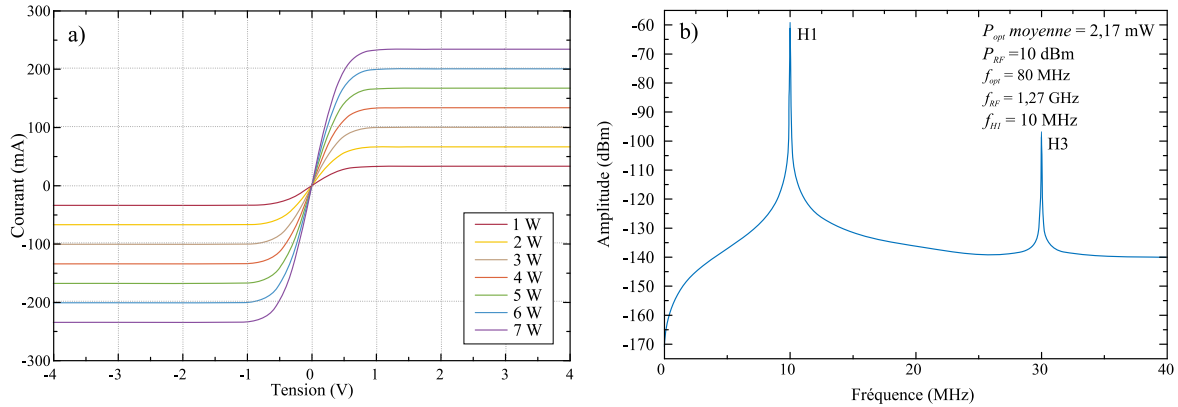 a)
Courant (mA)
300
200
100
0
-100
-200
-300
1 W
2 W
3 W
4 W
5 W
6 W
7 W
-4
-3
-2
-1
0
1
2
3
4
Tension (V)
b)
Amplitude (dBm)
-60
-70
-80
-90
-100
-115
-120
-130
-140
-150
-160
-170
H1
P_opt moyenne = 2,17 mW
P_RF =10 dBm
f_opt = 80 MHz
f_RF = 1,27 GHz
f_H1 = 10 MHz
H3
0
10
20
30
40
Fréquence (MHz)